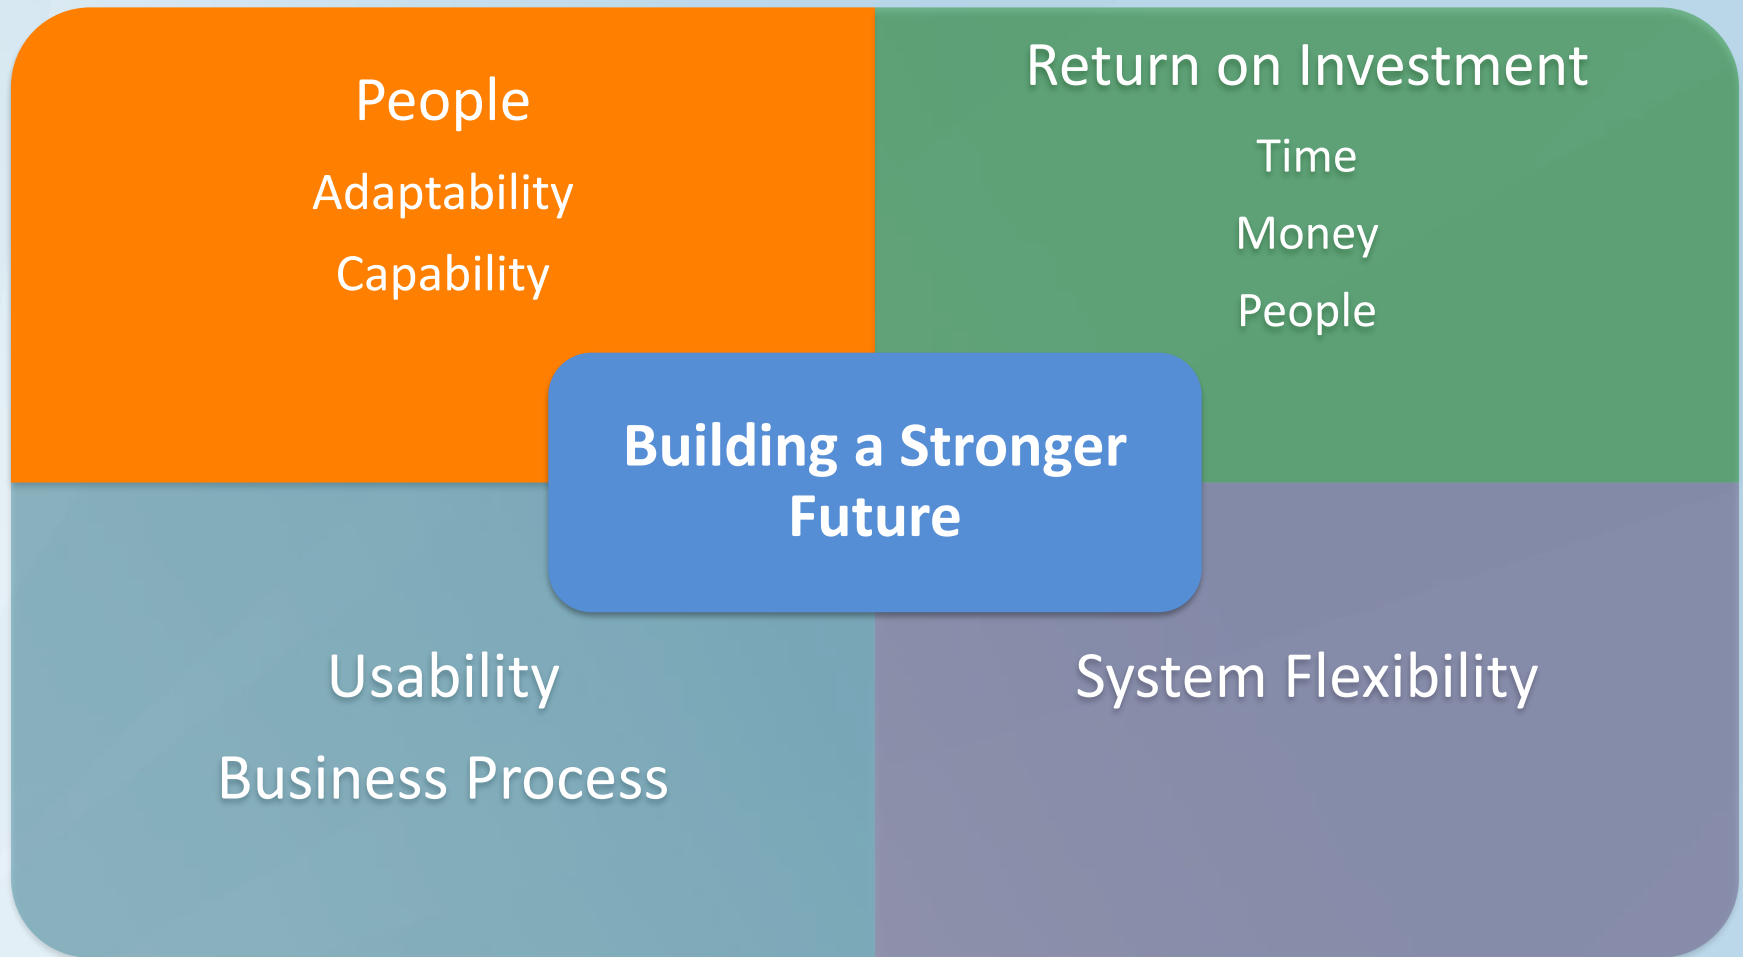 People
Adaptability
Capability
Return on Investment
Time
Money
People
Building a Stronger
Future
Usability
Business Process
System Flexibility